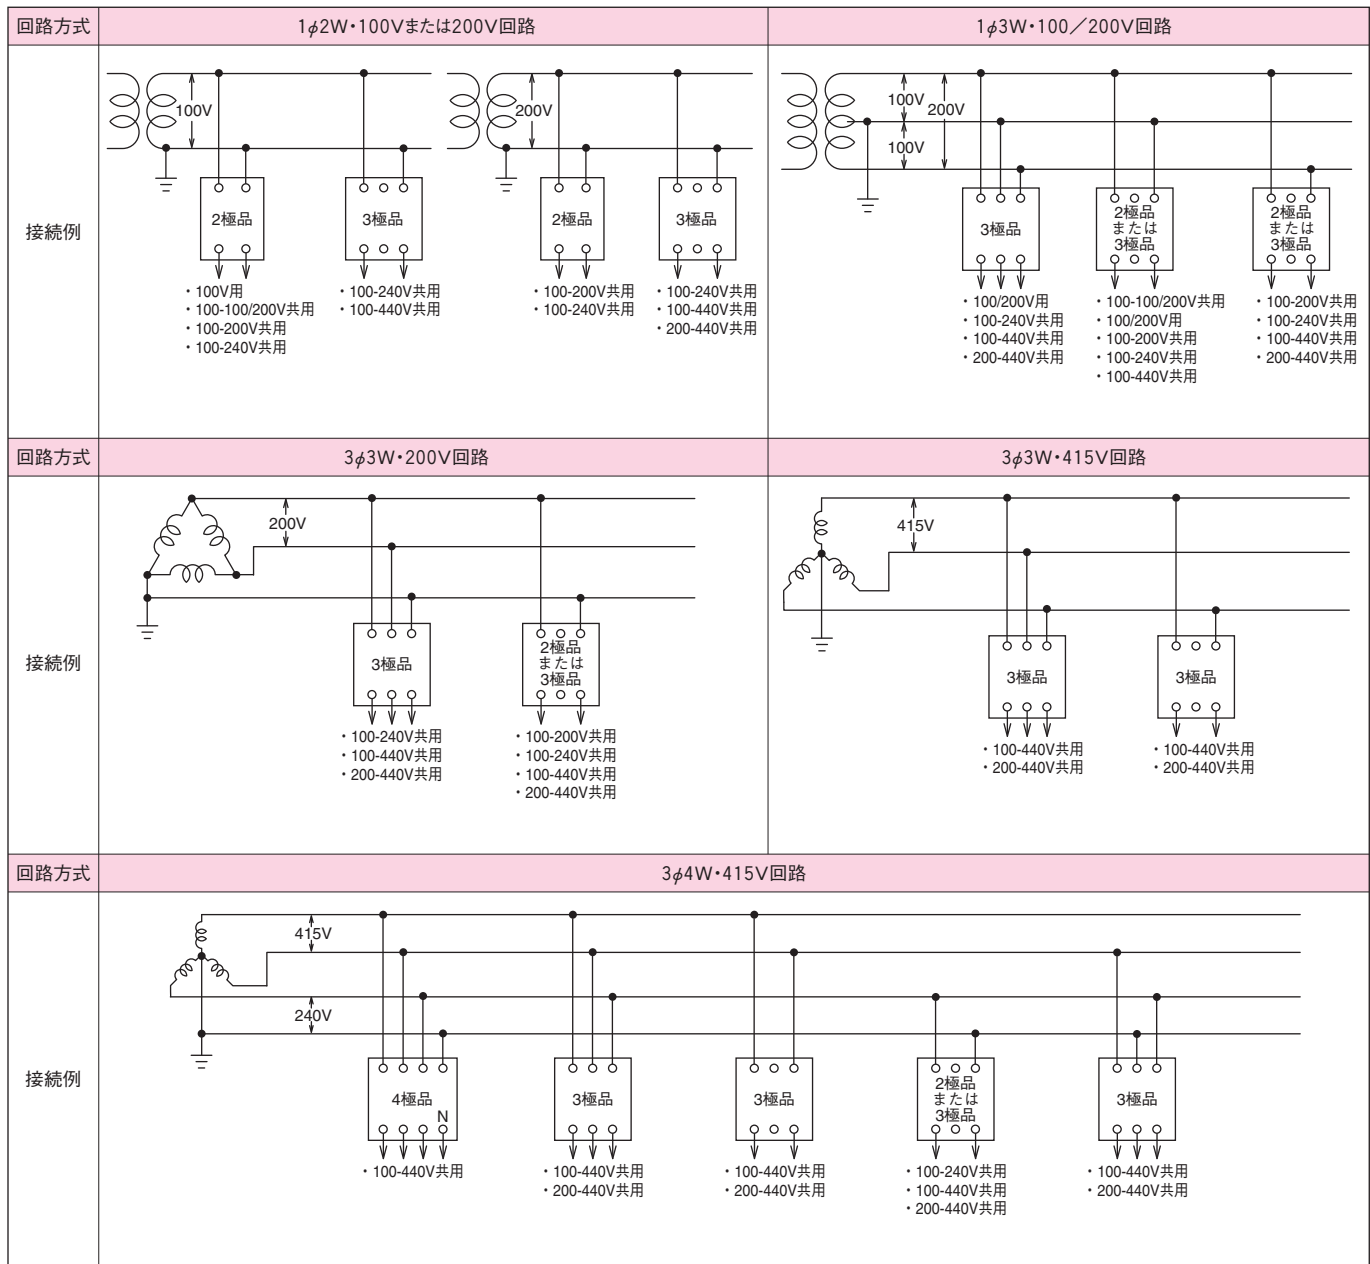 回路方式
1φ2W・100Vまたは200V回路
1φ3W・100／200V回路
接続例
100V
2極品
・100V用
・100-100/200V共用
・100-200V共用
・100-240V共用
3極品
・100-240V共用
・100-440V共用
200V
2極品
・100-200V共用
・100-240V共用
3極品
・100-240V共用
・100-440V共用
・200-440V共用
100V
200V
100V
3極品
・100/200V用
・100-240V共用
・100-440V共用
・200-440V共用
2極品
または
3極品
・100-100/200V共用
・100/200V用
・100-200V共用
・100-240V共用
・100-440V共用
2極品
または
3極品
・100-200V共用
・100-240V共用
・100-440V共用
・200-440V共用
回路方式
3φ3W・200V回路
3φ3W・415V回路
接続例
200V
3極品
・100-240V共用
・100-440V共用
・200-440V共用
2極品
または
3極品
・100-200V共用
・100-240V共用
・100-440V共用
・200-440V共用
415V
3極品
・100-440V共用
・200-440V共用
3極品
・100-440V共用
・200-440V共用
回路方式
3φ4W・415V回路
接続例
415V
240V
4極品
N
・100-440V共用
3極品
・100-440V共用
・200-440V共用
3極品
・100-440V共用
・200-440V共用
2極品
または
3極品
・100-240V共用
・100-440V共用
・200-440V共用
3極品
・100-440V共用
・200-440V共用